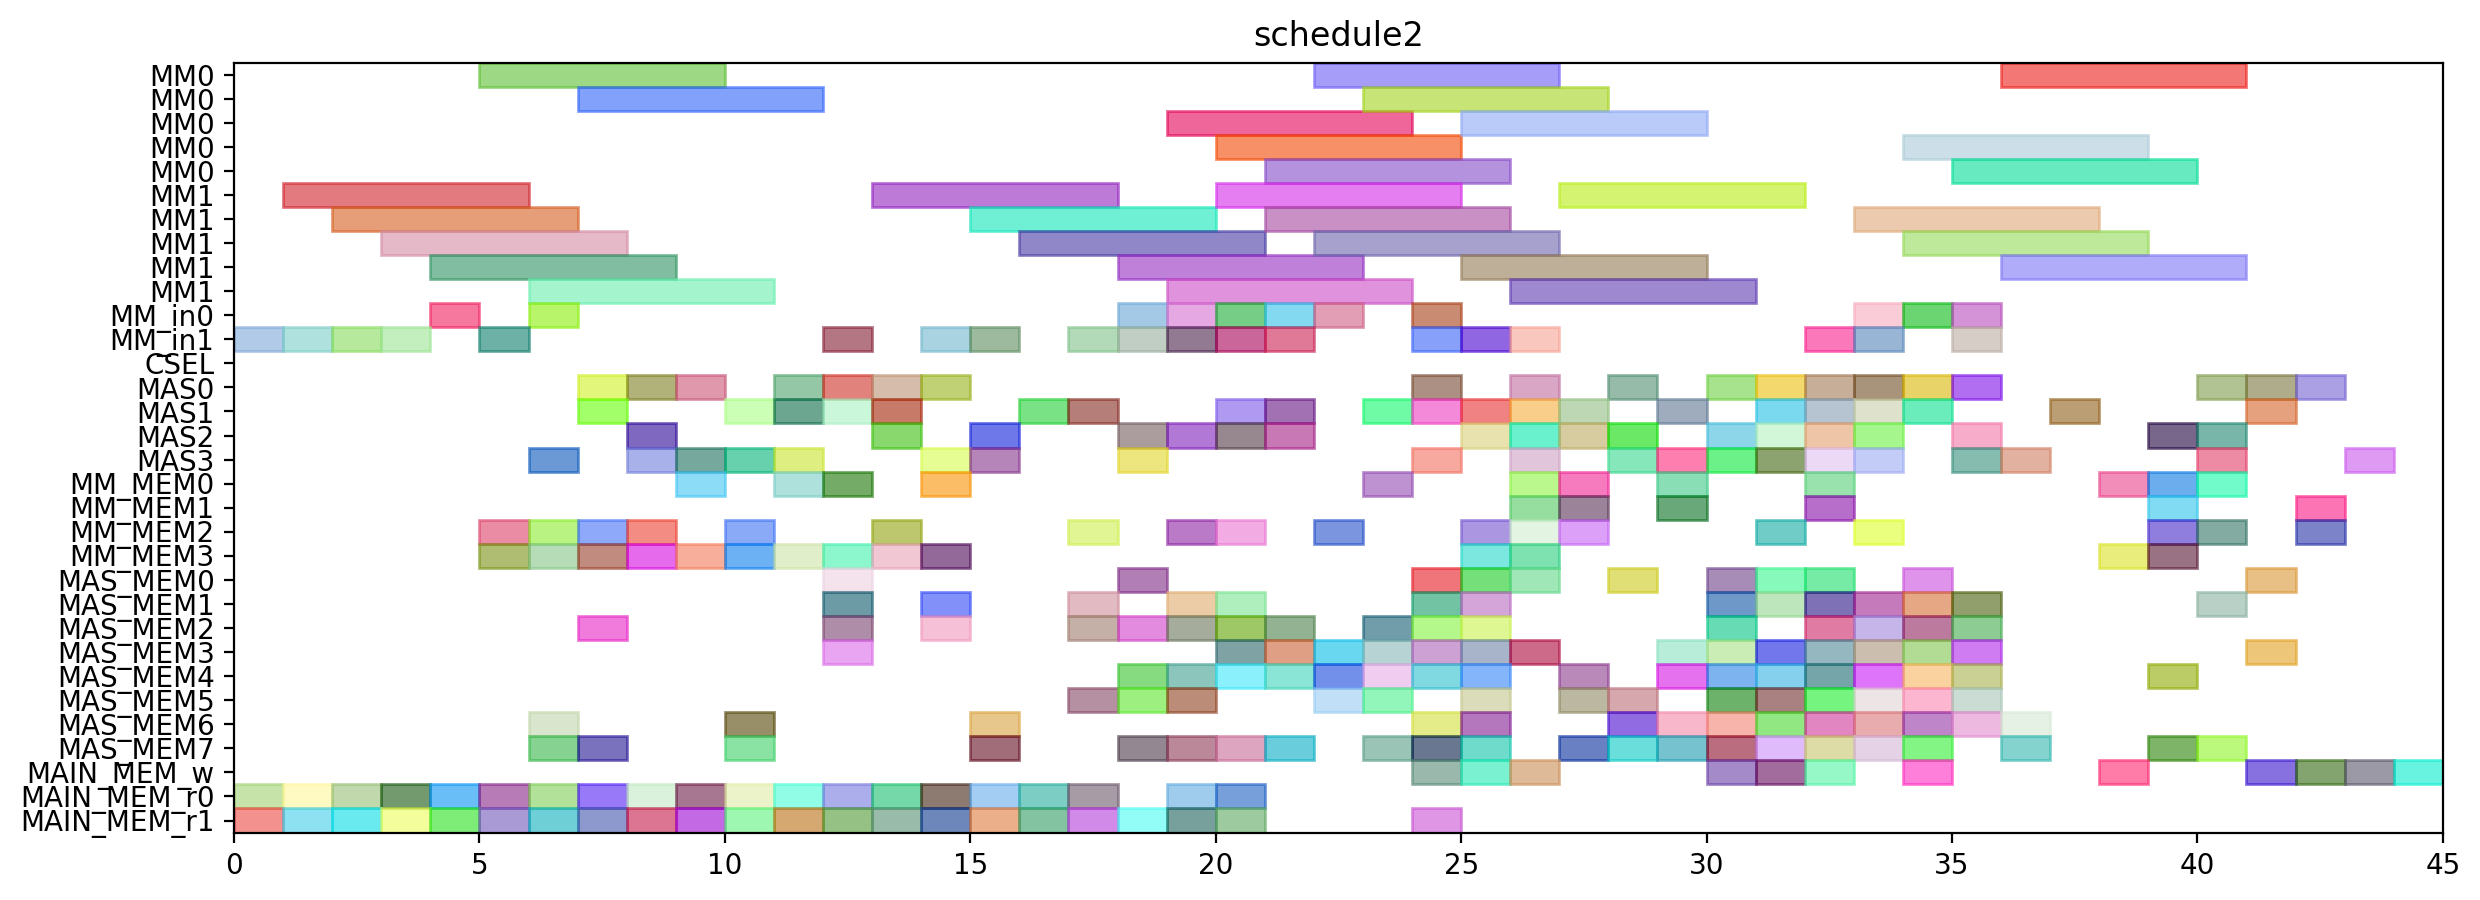 schedule2
MM0
MM0
MM0
MM0
MM0
MM1
MM1
MM1
MM1
MM1
MM_in0
MM_in1
CSEL
MAS0
MAS1
MAS2
MAS3
MM_MEM0
MM_MEM1
MM_MEM2
MM_MEM3
MAS_MEM0
MAS_MEM1
MAS_MEM2
MAS_MEM3
MAS_MEM4
MAS_MEM5
MAS_MEM6
MAS_MEM7
MAIN_MEM_w
MAIN_MEM_r0
MAIN_MEM_r1
0 5 10 15 20 25 30 35 40 45